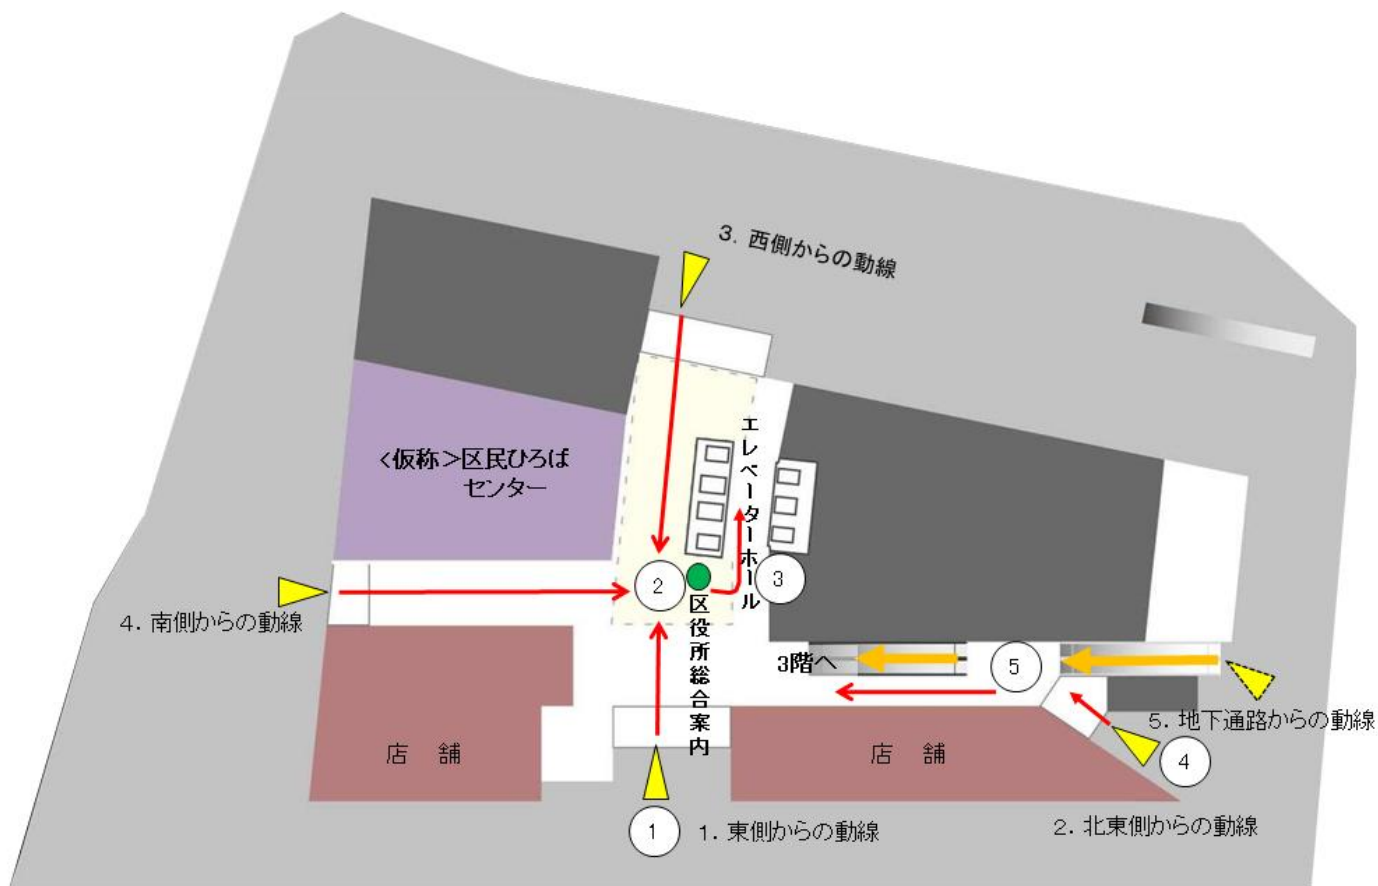 3. 西側からの動線
<仮称>区民ひろば
センター
エレベーターホール
2
3
4. 南側からの動線
区役所総合案内
3階へ
5
5. 地下通路からの動線
店 舗
店 舗
4
1
1. 東側からの動線
2. 北東側からの動線